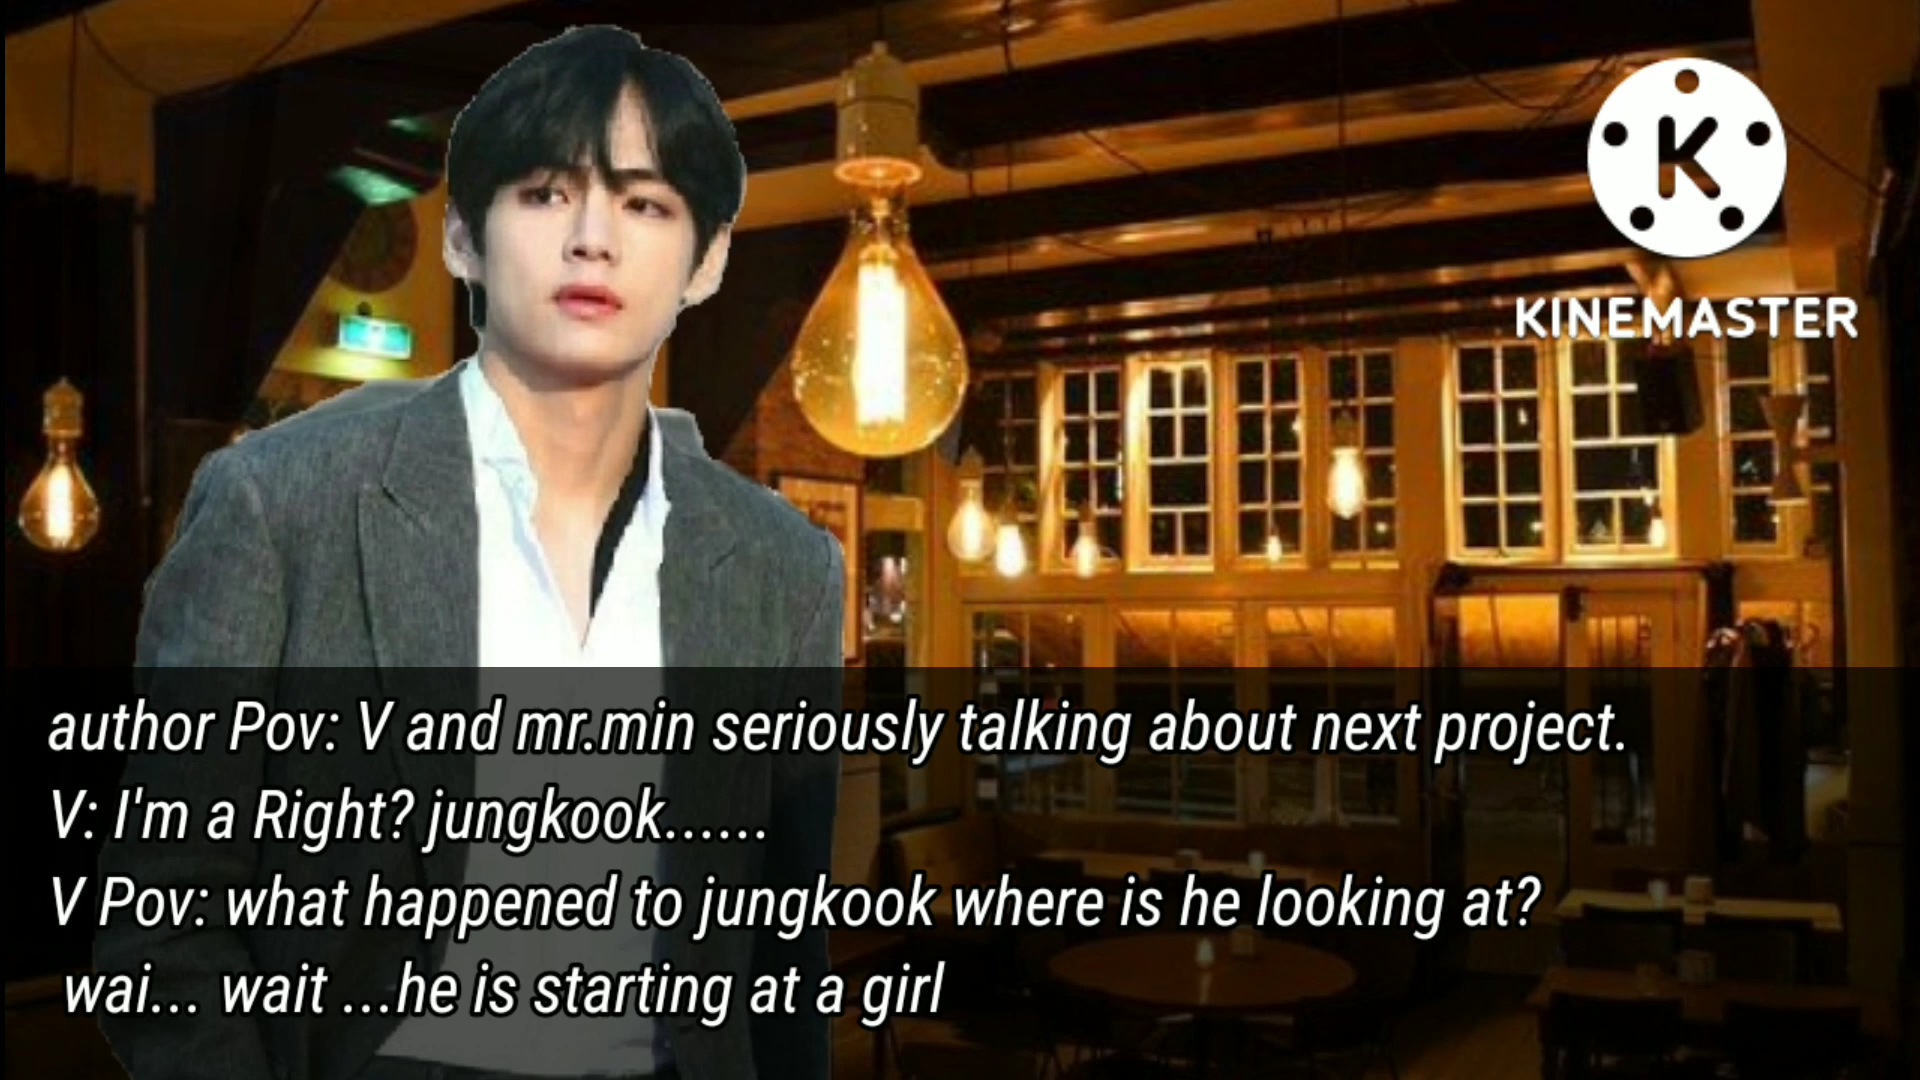 K
KINEMASTER
author Pov: V and mr.min seriously talking about next project.
V: I'm a Right? jungkook......
V Pov: what happened to jungkook where is he looking at?
wai... wait ...he is starting at a girl